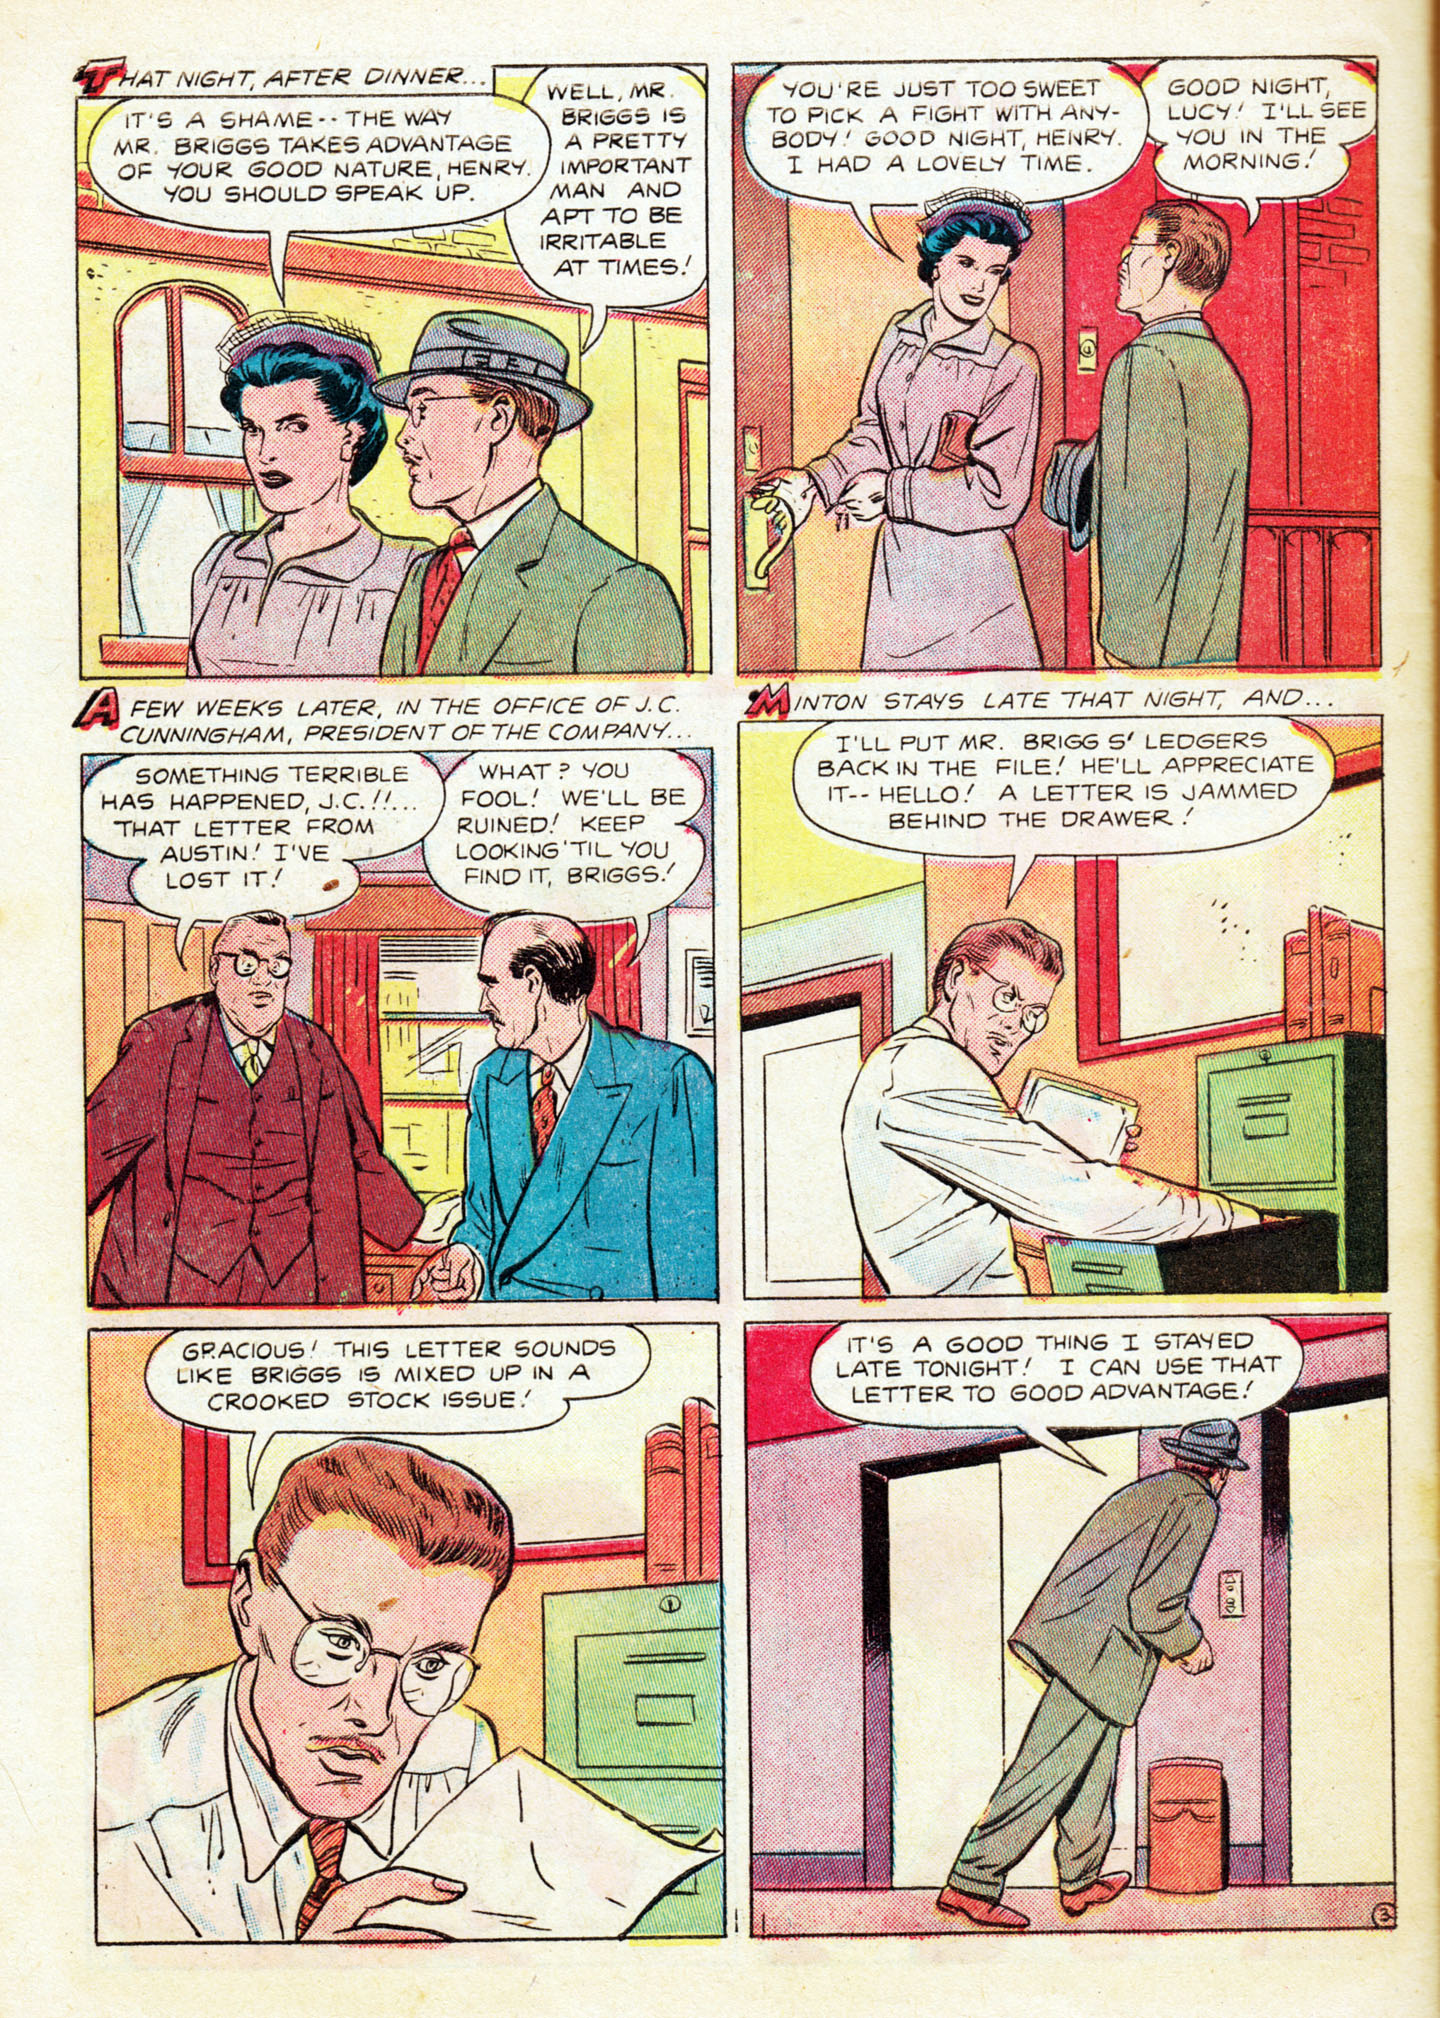 THAT NIGHT, AFTER DINNER...
IT'S A SHAME-- THE WAY
MR. BRIGGS TAKES ADVANTAGE
OF YOUR GOOD NATURE, HENRY.
YOU SHOULD SPEAK UP.
WELL, MR.
BRIGGS IS
A PRETTY
IMPORTANT
MAN AND
APT TO BE
IRRITABLE
AT TIMES!
YOU'RE JUST TOO SWEET
TO PICK A FIGHT WITH ANY-
BODY! GOOD NIGHT, HENRY.
I HAD A LOVELY TIME.
GOOD NIGHT,
LUCY! I'LL SEE
YOU IN THE
MORNING!
A FEW WEEKS LATER, IN THE OFFICE OF J.C.
CUNNINGHAM, PRESIDENT OF THE COMPANY...
SOMETHING TERRIBLE
HAS HAPPENED, J.C.!!...
THAT LETTER FROM
AUSTIN! I'VE
LOST IT!
WHAT? YOU
FOOL! WE'LL BE
RUINED! KEEP
LOOKING 'TIL YOU
FIND IT, BRIGGS!
MINTON STAYS LATE THAT NIGHT, AND...
I'LL PUT MR. BRIGGS' LEDGERS
BACK IN THE FILE! HE'LL APPRECIATE
IT-- HELLO! A LETTER IS JAMMED
BEHIND THE DRAWER!
GRACIOUS! THIS LETTER SOUNDS
LIKE BRIGGS IS MIXED UP IN A
CROOKED STOCK ISSUE!
IT'S A GOOD THING I STAYED
LATE TONIGHT! I CAN USE THAT
LETTER TO GOOD ADVANTAGE!
3